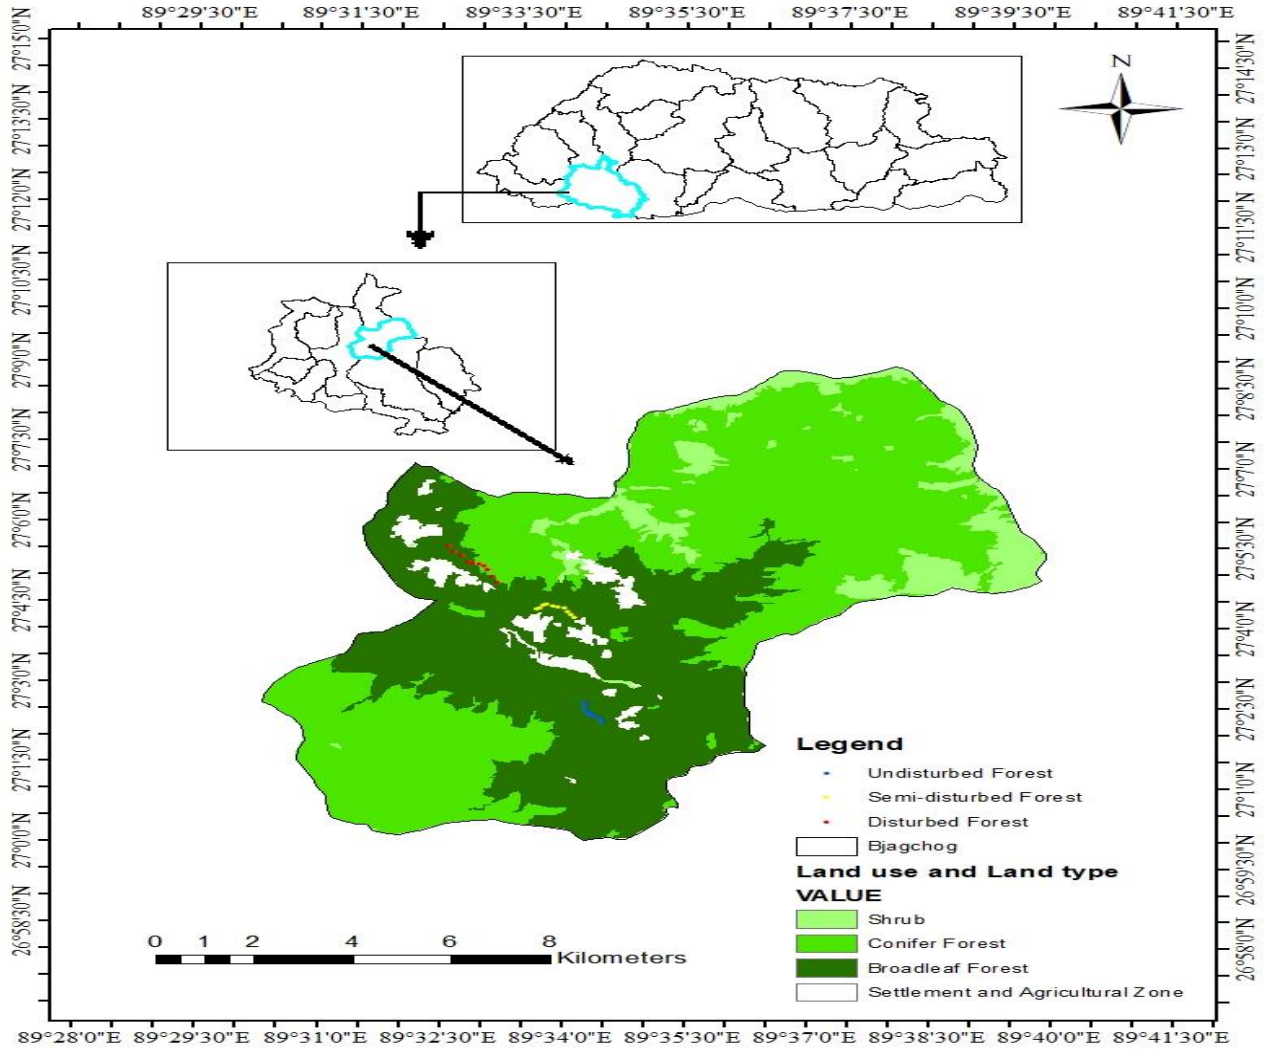 89°29'30"E 89°31'30"E 89°33'30"E 89°35'30"E 89°37'30"E 89°39'30"E 89°41'30"E
N
27°15'0"N
27°13'30"N
27°12'0"N
27°10'30"N
27°9'0"N
27°7'30"N
27°6'0"N
27°4'30"N
27°3'0"N
27°1'30"N
27°0'0"N
26°58'30"N
27°14'30"N
27°13'0"N
27°11'30"N
27°10'0"N
27°8'30"N
27°7'0"N
27°5'30"N
27°4'0"N
27°2'30"N
27°1'0"N
26°59'30"N
26°58'0"N
Legend
Undisturbed Forest
Semi-disturbed Forest
Disturbed Forest
Bjagchog
Land use and Land type
VALUE
Shrub
Conifer Forest
Broadleaf Forest
Settlement and Agricultural Zone
0 1 2 4 6 8
Kilometers
89°28'0"E 89°29'30"E 89°31'0"E 89°32'30"E 89°34'0"E 89°35'30"E 89°37'0"E 89°38'30"E 89°40'0"E 89°41'30"E